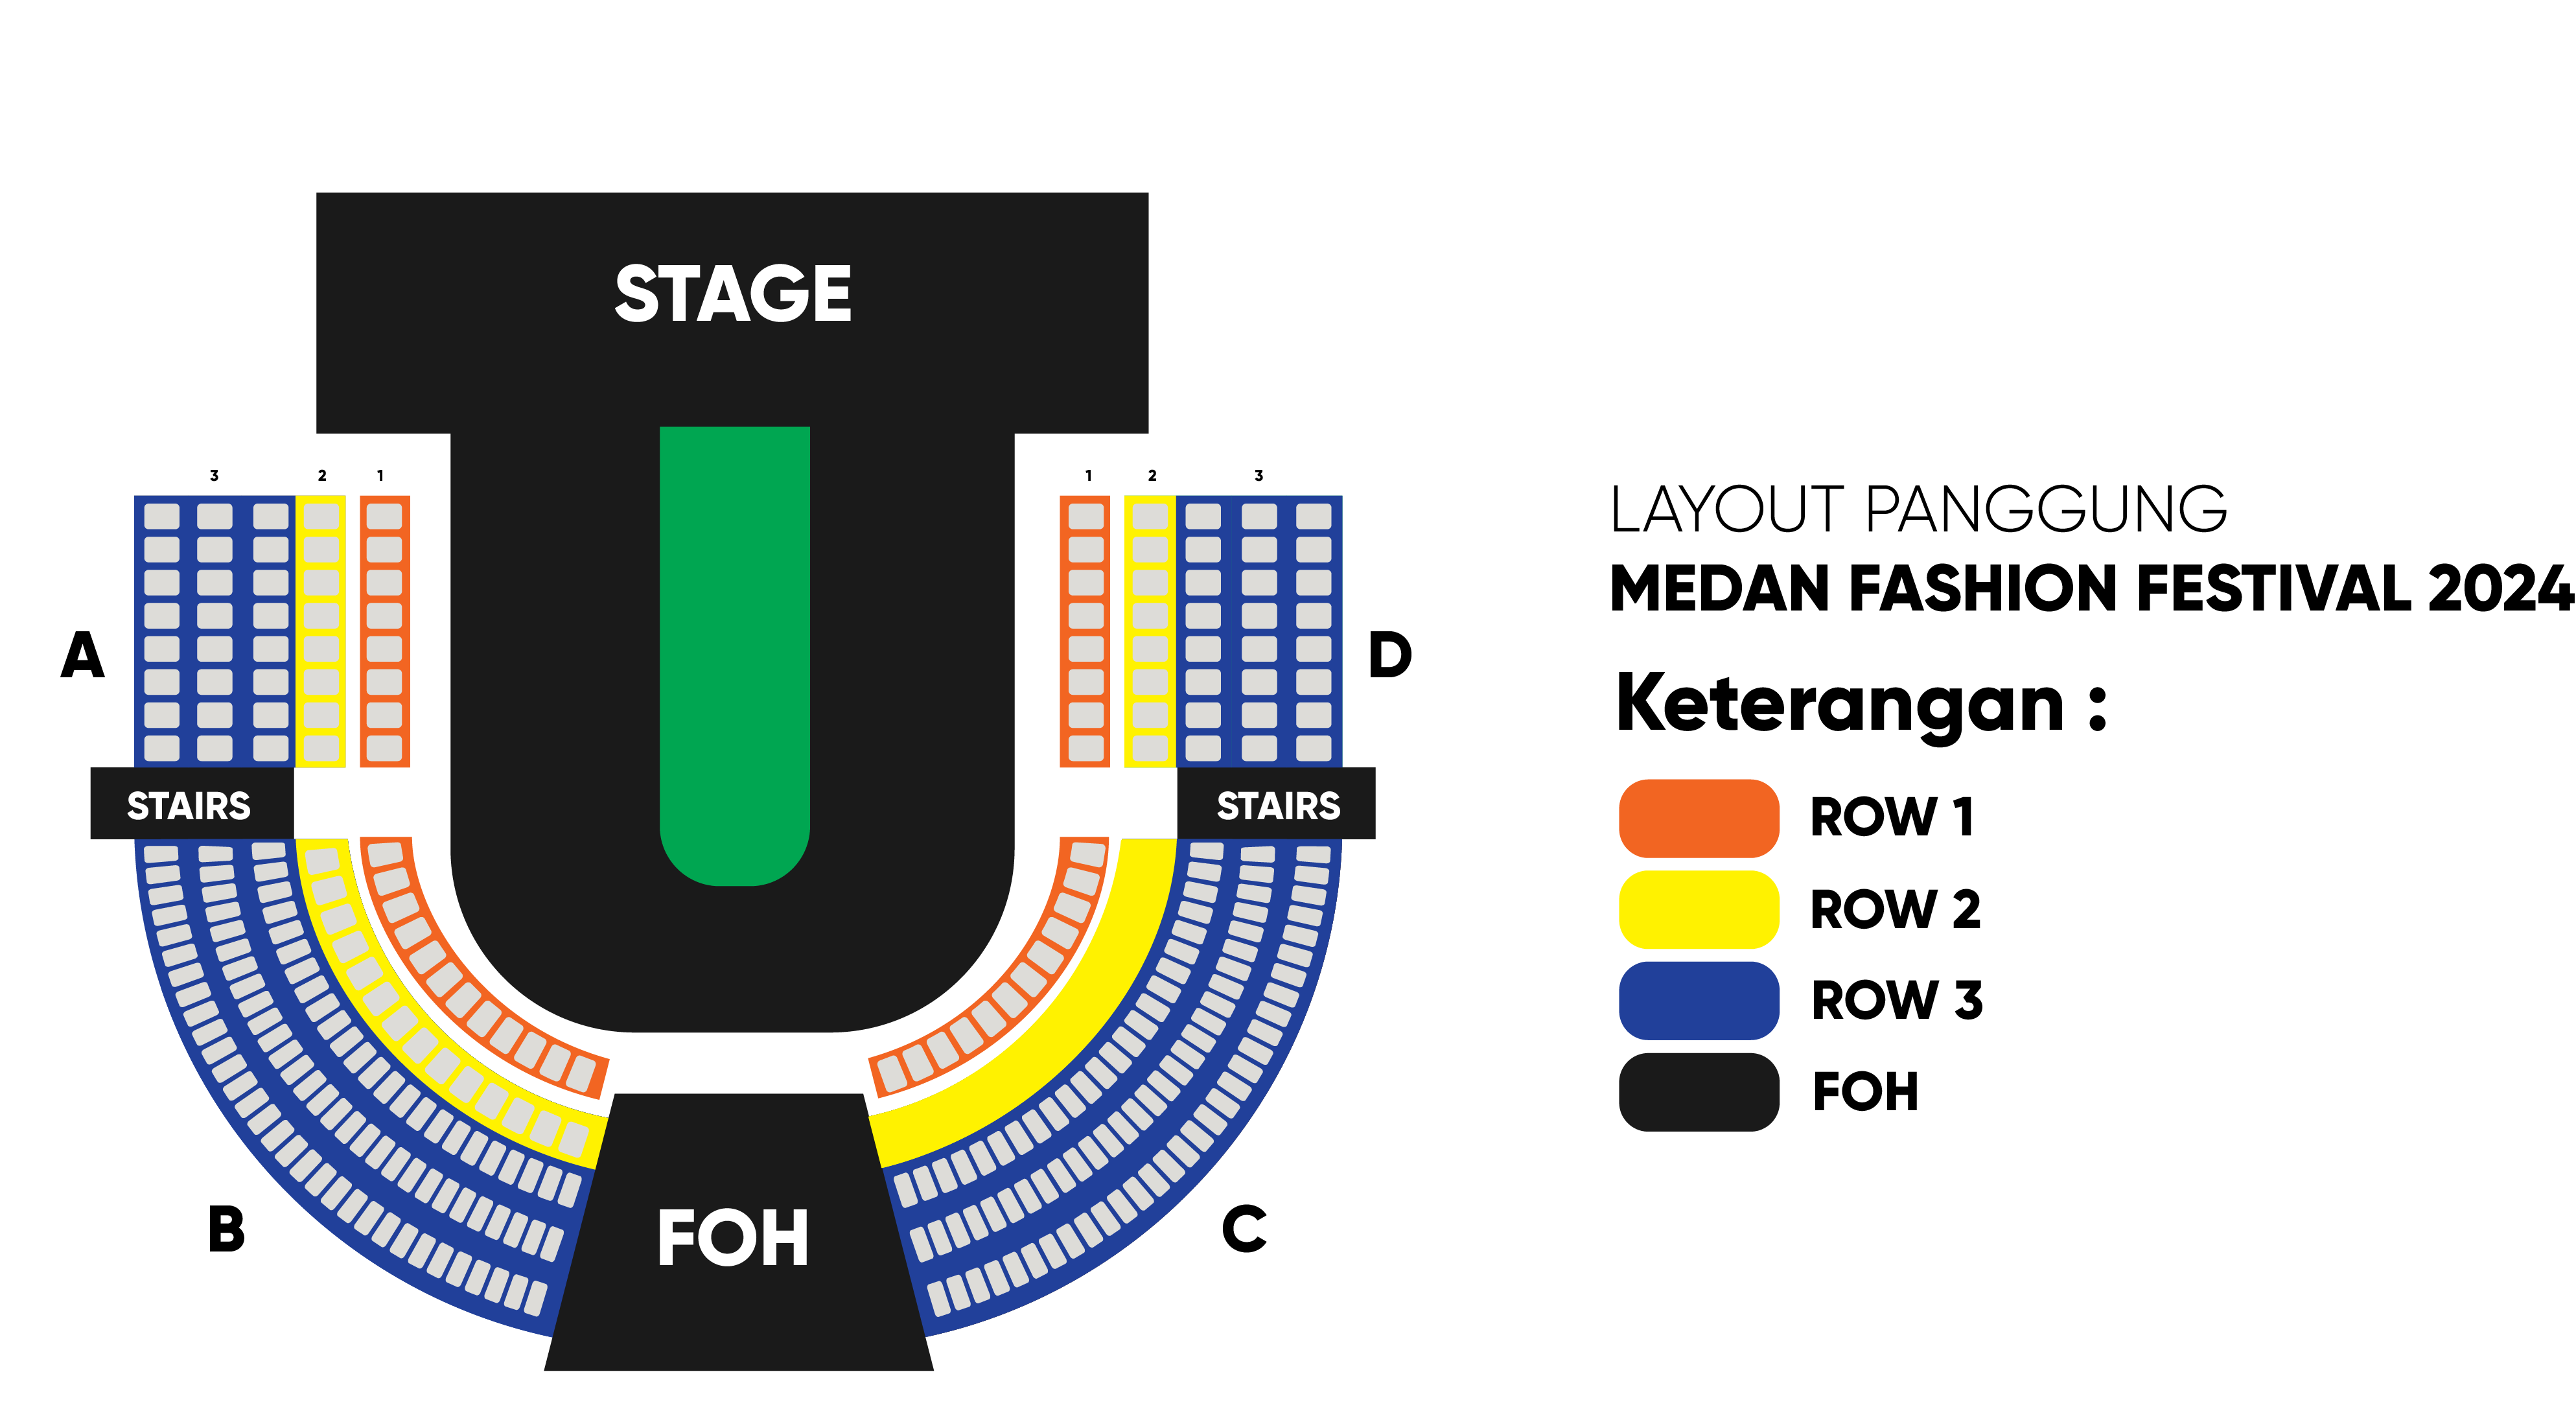 STAGE
3 2 1
1 2 3
A
D
STAIRS
STAIRS
B
C
FOH
LAYOUT PANGGUNG
MEDAN FASHION FESTIVAL 2024
Keterangan :
ROW 1
ROW 2
ROW 3
FOH